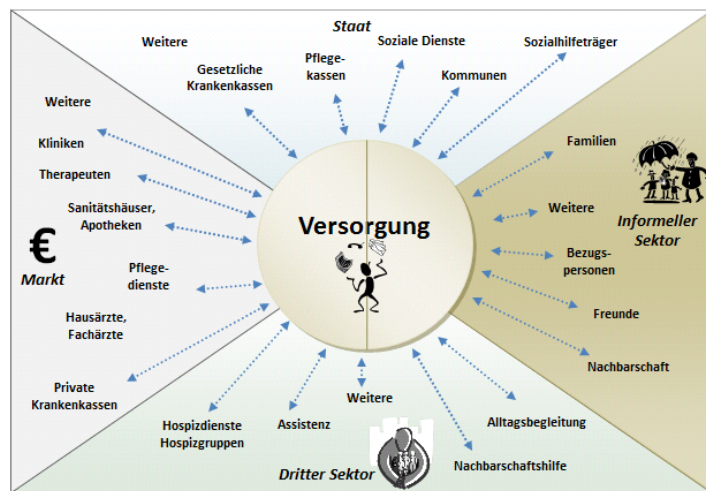 Staat
Weitere
Soziale Dienste
Sozialhilfeträger
Gesetzliche
Krankenkassen
Pflege-
kassen
Kommunen
Weitere
Kliniken
Therapeuten
Sanitätshäuser,
Apotheken
€
Markt
Pflege-
dienste
Hausärzte,
Fachärzte
Private
Krankenkassen
Versorgung
Familien
Weitere
Informeller
Sektor
Bezugs-
personen
Freunde
Nachbarschaft
Hospizdienste
Hospizgruppen
Assistenz
Weitere
Alltagsbegleitung
Nachbarschaftshilfe
Dritter Sektor